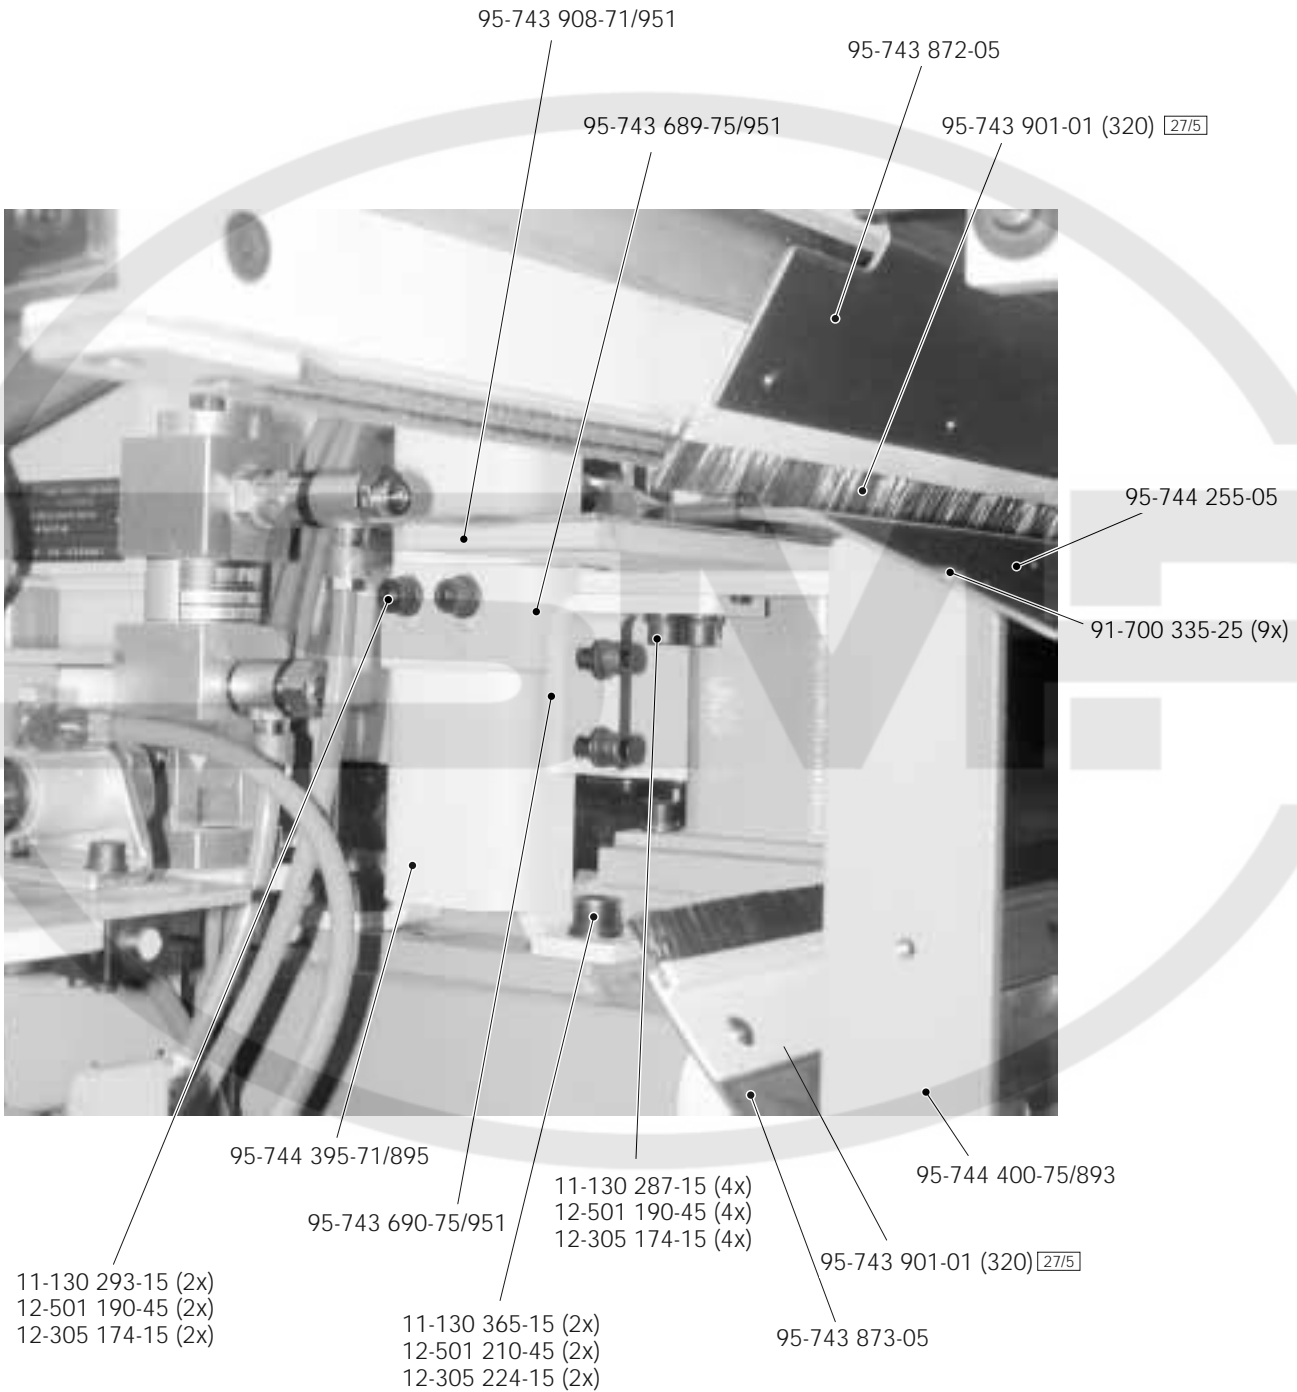 95-743 908-71/951
95-743 872-05
95-743 689-75/951
95-743 901-01 (320) 27/5
95-744 255-05
91-700 335-25 (9x)
95-744 395-71/895
95-744 400-75/893
11-130 287-15 (4x)
12-501 190-45 (4x)
12-305 174-15 (4x)
95-743 690-75/951
95-743 901-01 (320) 27/5
11-130 293-15 (2x)
12-501 190-45 (2x)
12-305 174-15 (2x)
11-130 365-15 (2x)
12-501 210-45 (2x)
12-305 224-15 (2x)
95-743 873-05